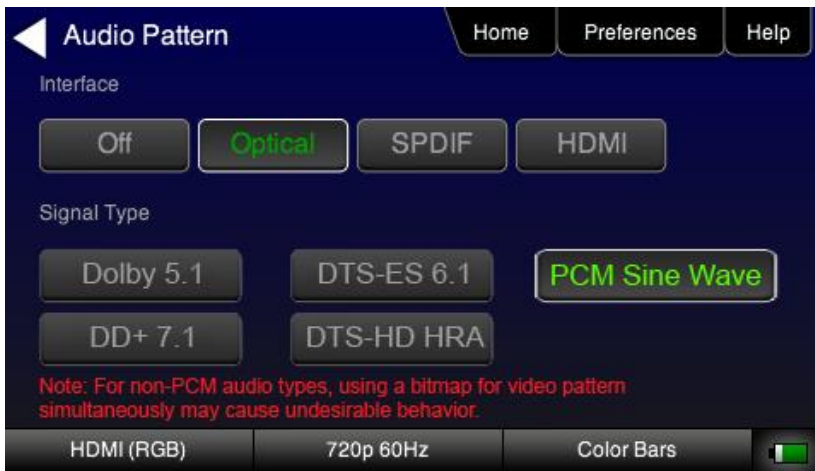 Audio Pattern
Home
Preferences
Help
Interface
Off
Optical
SPDIF
HDMI
Signal Type
Dolby 5.1
DTS-ES 6.1
PCM Sine Wave
DD+ 7.1
DTS-HD HRA
Note: For non-PCM audio types, using a bitmap for video pattern
simultaneously may cause undesirable behavior.
HDMI (RGB)
720p 60Hz
Color Bars